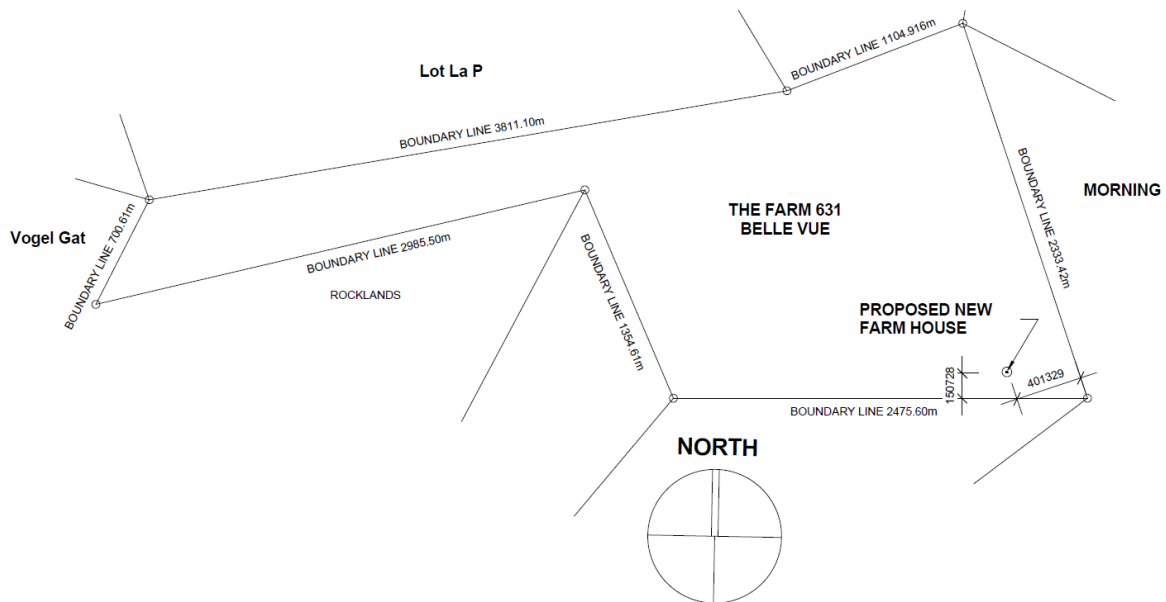 BOUNDARY LINE 1104.916m
Lot La P
BOUNDARY LINE 3811.10m
BOUNDARY LINE 2333.42m
MORNING
THE FARM 631
BELLE VUE
Vogel Gat
BOUNDARY LINE 700.61m
BOUNDARY LINE 2985.50m
ROCKLANDS
BOUNDARY LINE 1354.61m
PROPOSED NEW
FARM HOUSE
150728
401329
BOUNDARY LINE 2475.60m
NORTH